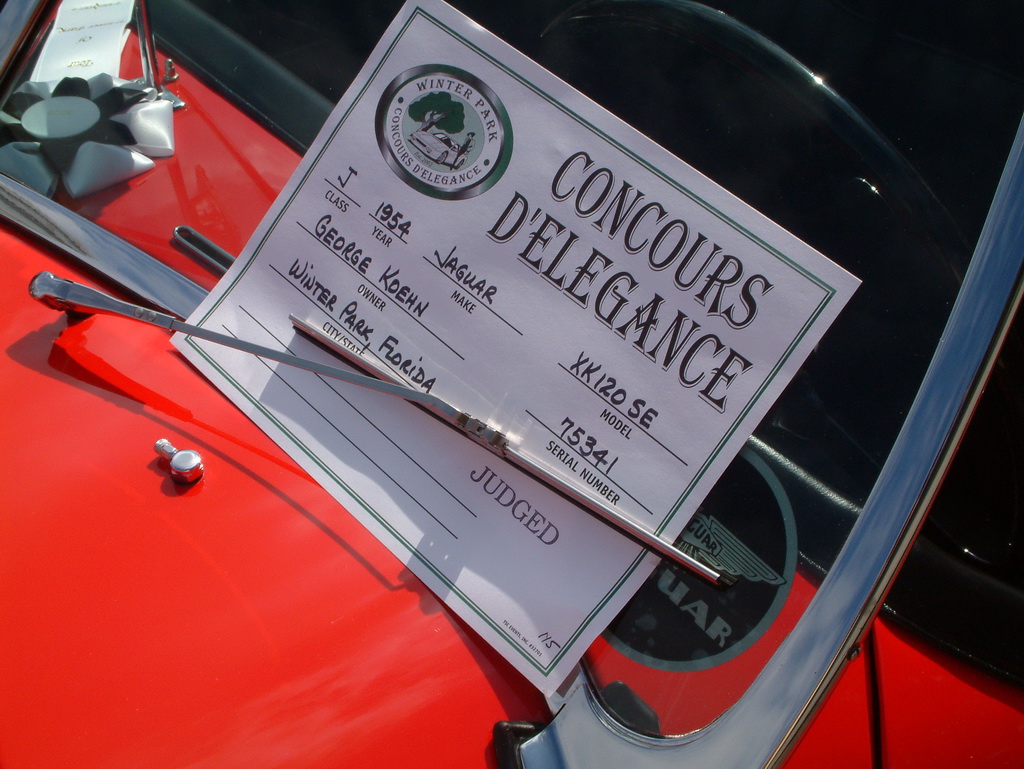 WINTER PARK
CONCOURS D'ELEGANCE
CONCOURS
D'ELEGANCE
J
CLASS
1954
YEAR
JAGUAR
MAKE
XK120 SE
MODEL
GEORGE KOEHN
OWNER
75341
SERIAL NUMBER
WINTER PARK, FLORIDA
CITY/STATE
JUDGED
GUAR
UAR